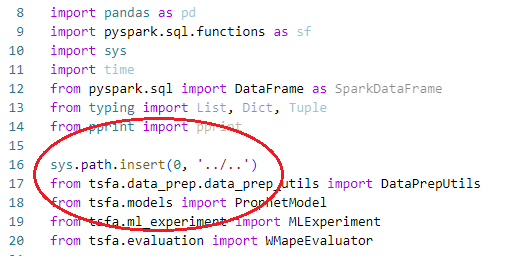 8 import pandas as pd
9 import pyspark.sql.functions as sf
10 import sys
11 import time
12 from pyspark.sql import DataFrame as SparkDataFrame
13 from typing import List, Dict, Tuple
14 from pprint import pprint
15
16 sys.path.insert(0, '../..')
17 from tsfa.data_prep.data_prep_utils import DataPrepUtils
18 from tsfa.models import ProphetModel
19 from tsfa.ml_experiment import MLExperiment
20 from tsfa.evaluation import WMapeEvaluator